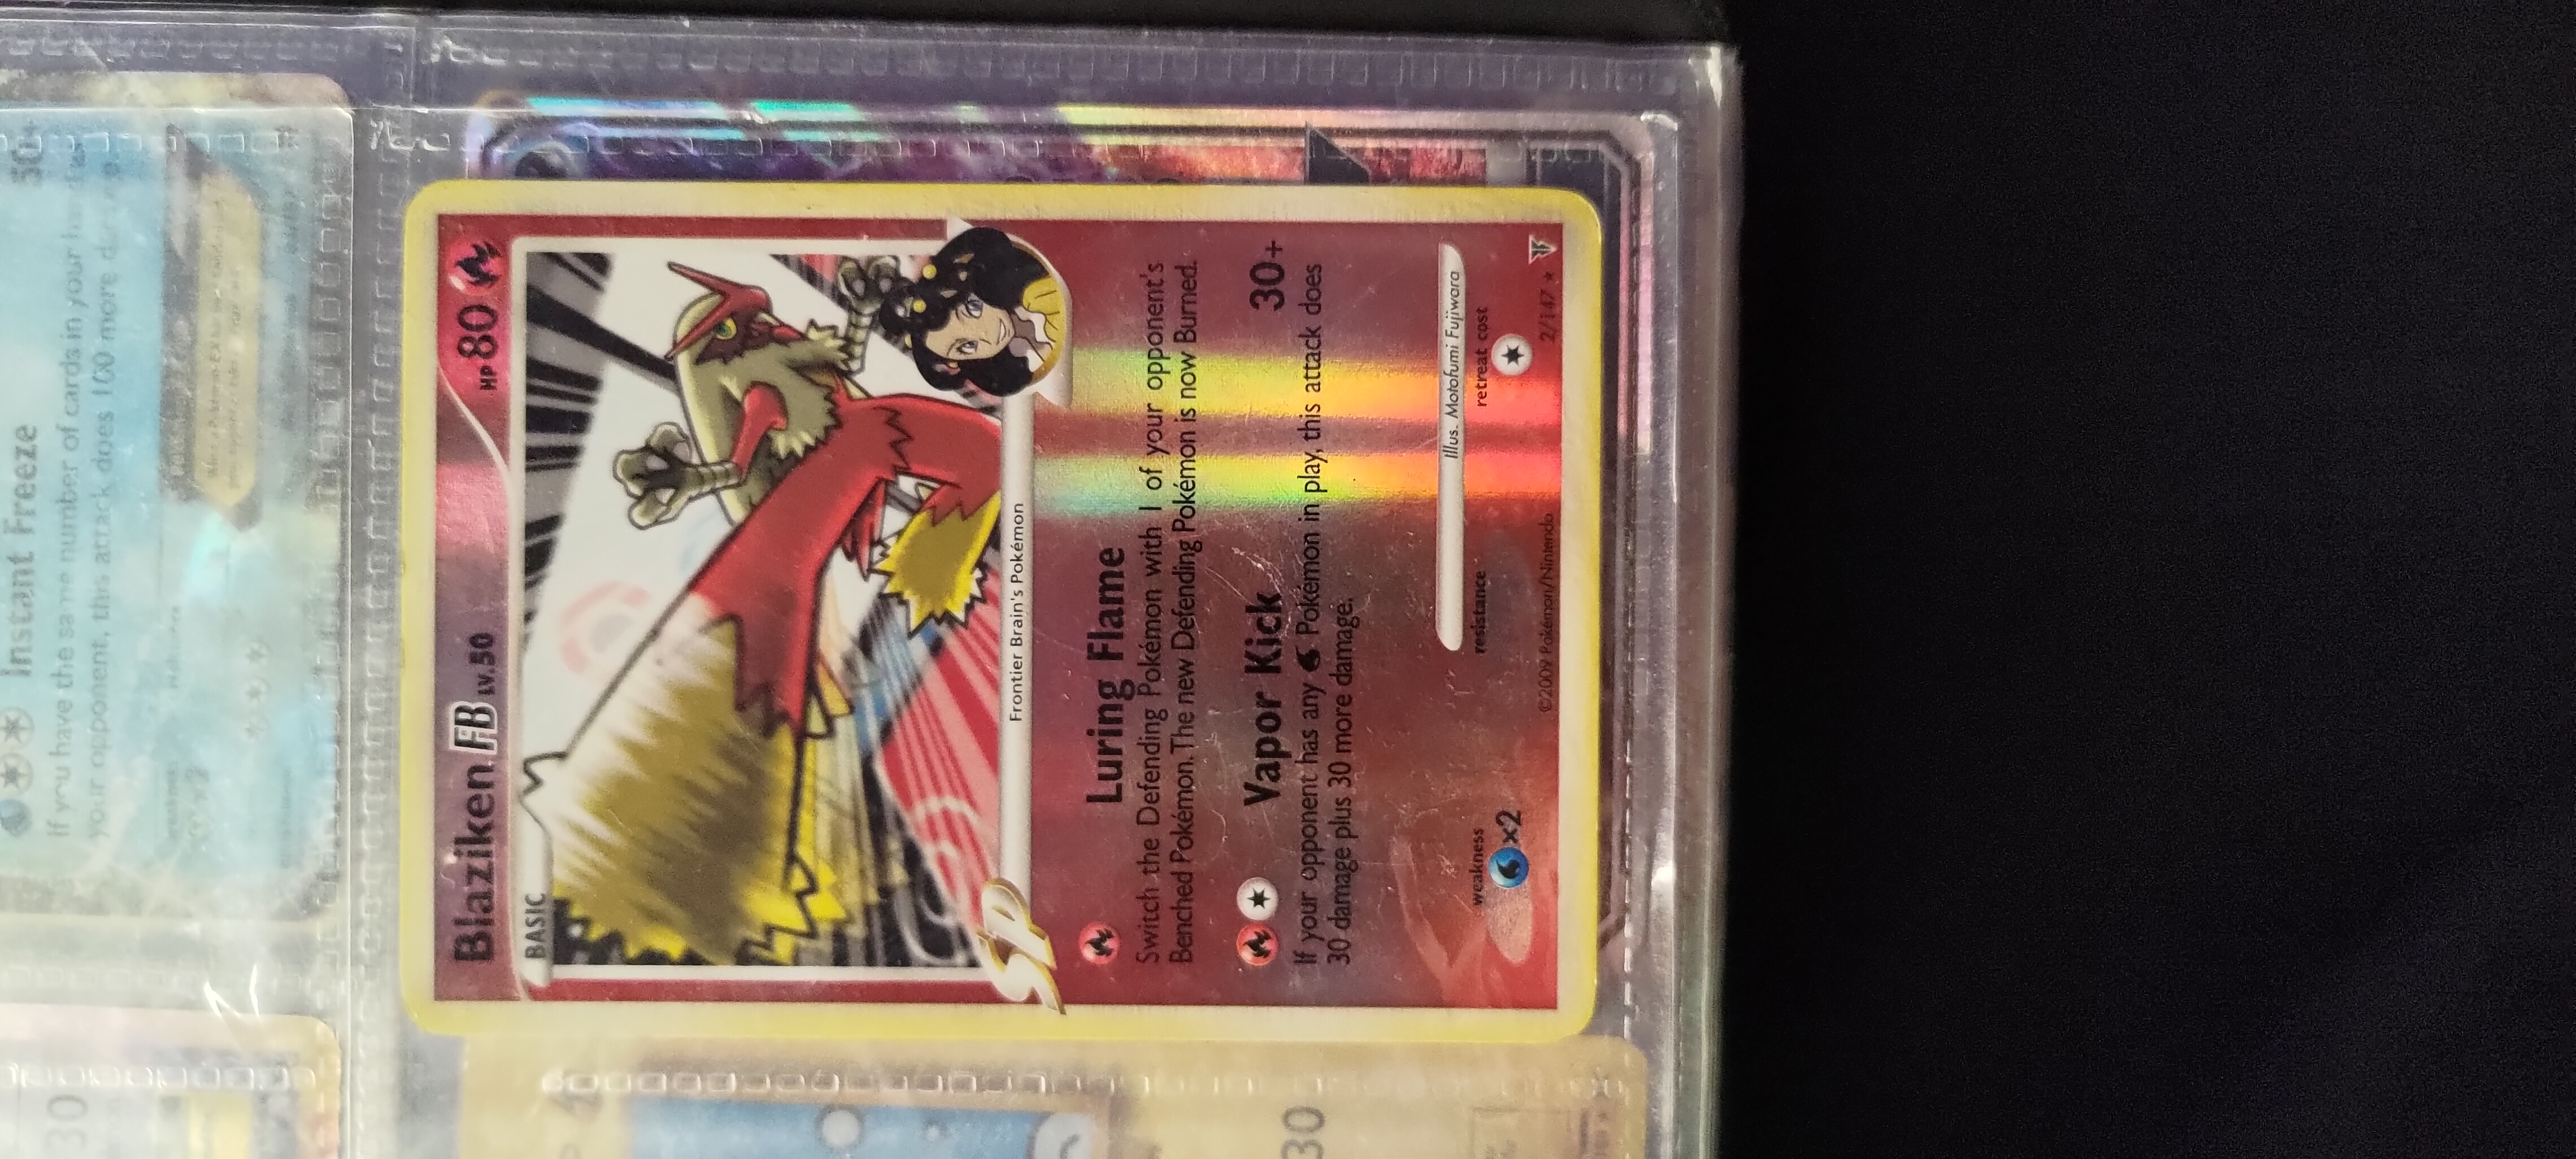 30
Instant Freeze 50+
If you have the same number of cards in your hand as
your opponent, this attack does 100 more damage.
×2
Blaziken FB LV.50 HP 80
BASIC
SP
Frontier Brain's Pokémon
Luring Flame
Switch the Defending Pokémon with 1 of your opponent's
Benched Pokémon. The new Defending Pokémon is now Burned.
30
Vapor Kick 30+
If your opponent has any Pokémon in play, this attack does
30 damage plus 30 more damage.
Illus. Motofumi Fujiwara
weakness resistance retreat cost
×2
©2009 Pokémon/Nintendo 2/147